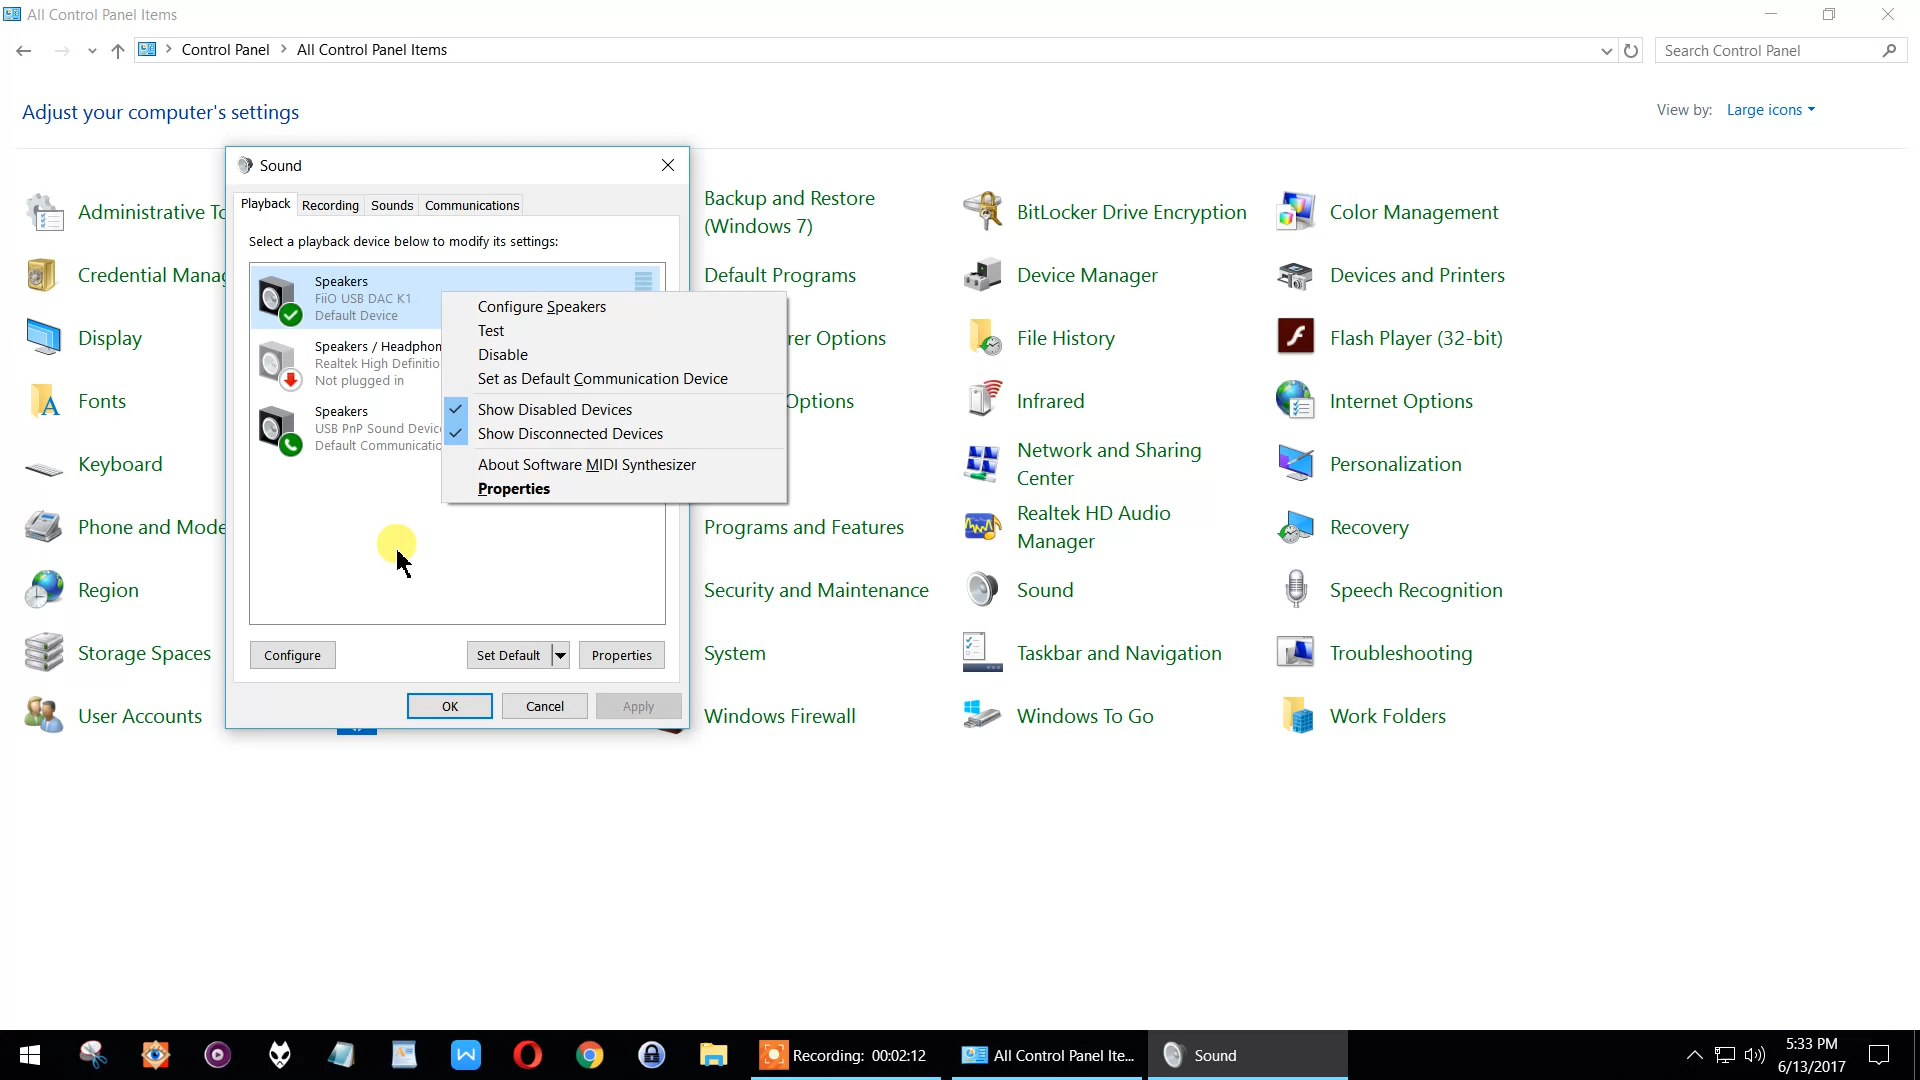 All Control Panel Items
Control Panel
All Control Panel Items
Search Control Panel
Adjust your computer's settings
View by: Large icons
Sound
Playback
Recording
Sounds
Communications
Select a playback device below to modify its settings:
Speakers
FiiO USB DAC K1
Default Device
Speakers / Headphon
Realtek High Definitio
Not plugged in
Speakers
USB PnP Sound Devic
Default Communicatio
Configure Speakers
Test
Disable
Set as Default Communication Device
Show Disabled Devices
Show Disconnected Devices
About Software MIDI Synthesizer
Properties
Configure
Set Default
Properties
OK
Cancel
Apply
Administrative To
Backup and Restore
(Windows 7)
BitLocker Drive Encryption
Color Management
Credential Manag
Default Programs
Device Manager
Devices and Printers
Display
rer Options
File History
Flash Player (32-bit)
Fonts
Options
Infrared
Internet Options
Keyboard
Network and Sharing
Center
Personalization
Phone and Mode
Programs and Features
Realtek HD Audio
Manager
Recovery
Region
Security and Maintenance
Sound
Speech Recognition
Storage Spaces
System
Taskbar and Navigation
Troubleshooting
User Accounts
Windows Firewall
Windows To Go
Work Folders
Recording: 00:02:12
All Control Panel Ite...
Sound
5:33 PM
6/13/2017